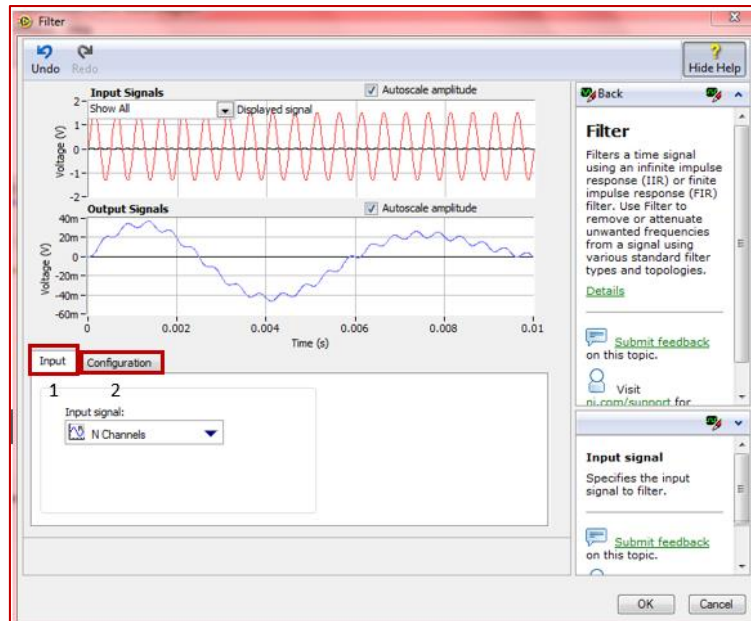 Filter
Undo Redo
Hide Help
Input Signals
Autoscale amplitude
Show All
Displayed signal
Voltage (V)
2
1
0
-1
-2
Output Signals
Autoscale amplitude
Voltage (V)
40m
20m
0
-20m
-40m
-60m
0 0.002 0.004 0.006 0.008 0.01
Time (s)
Input Configuration
1 2
Input signal:
N Channels
Back
Filter
Filters a time signal
using an infinite impulse
response (IIR) or finite
impulse response (FIR)
filter. Use Filter to
remove or attenuate
unwanted frequencies
from a signal using
various standard filter
types and topologies.
Details
Submit feedback
on this topic.
Visit
ni.com/support for
Input signal
Specifies the input
signal to filter.
Submit feedback
on this topic.
OK Cancel